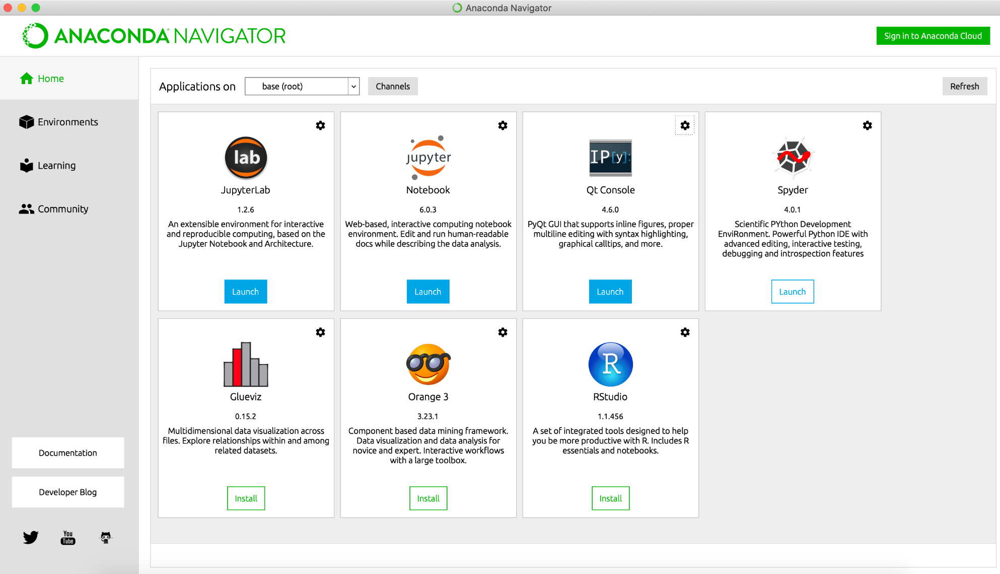 Anaconda Navigator
ANACONDA NAVIGATOR
Sign in to Anaconda Cloud
Home
Environments
Learning
Community
Documentation
Developer Blog
You
Tube
Applications on
base (root)
Channels
Refresh
lab
JupyterLab
1.2.6
An extensible environment for interactive
and reproducible computing, based on the
Jupyter Notebook and Architecture.
Launch
jupyter
Notebook
6.0.3
Web-based, interactive computing notebook
environment. Edit and run human-readable
docs while describing the data analysis.
Launch
IP[y]:
Qt Console
4.6.0
PyQt GUI that supports inline figures, proper
multiline editing with syntax highlighting,
graphical calltips, and more.
Launch
Spyder
4.0.1
Scientific PYthon Development
EnviRonment. Powerful Python IDE with
advanced editing, interactive testing,
debugging and introspection features
Launch
Glueviz
0.15.2
Multidimensional data visualization across
files. Explore relationships within and among
related datasets.
Install
Orange 3
3.23.1
Component based data mining framework.
Data visualization and data analysis for
novice and expert. Interactive workflows
with a large toolbox.
Install
R
RStudio
1.1.456
A set of integrated tools designed to help
you be more productive with R. Includes R
essentials and notebooks.
Install